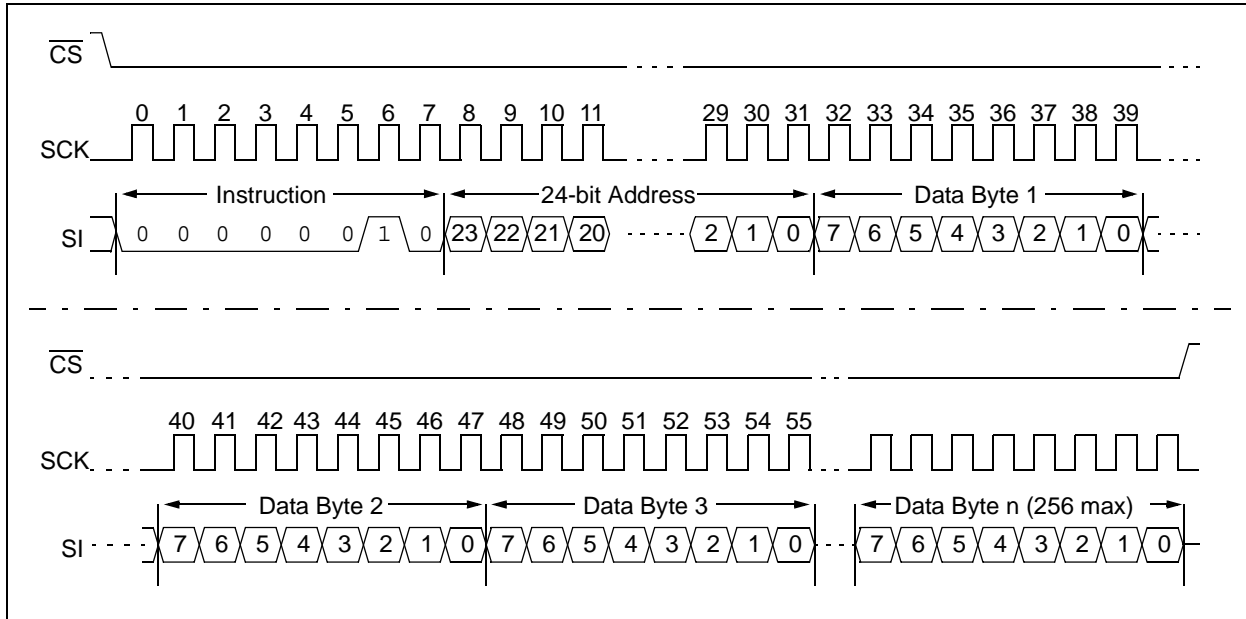 CS
0 1 2 3 4 5 6 7 8 9 10 11 29 30 31 32 33 34 35 36 37 38 39
SCK
Instruction 24-bit Address Data Byte 1
SI 0 0 0 0 0 0 1 0 23 22 21 20 2 1 0 7 6 5 4 3 2 1 0
CS
40 41 42 43 44 45 46 47 48 49 50 51 52 53 54 55
SCK
Data Byte 2 Data Byte 3 Data Byte n (256 max)
SI 7 6 5 4 3 2 1 0 7 6 5 4 3 2 1 0 7 6 5 4 3 2 1 0